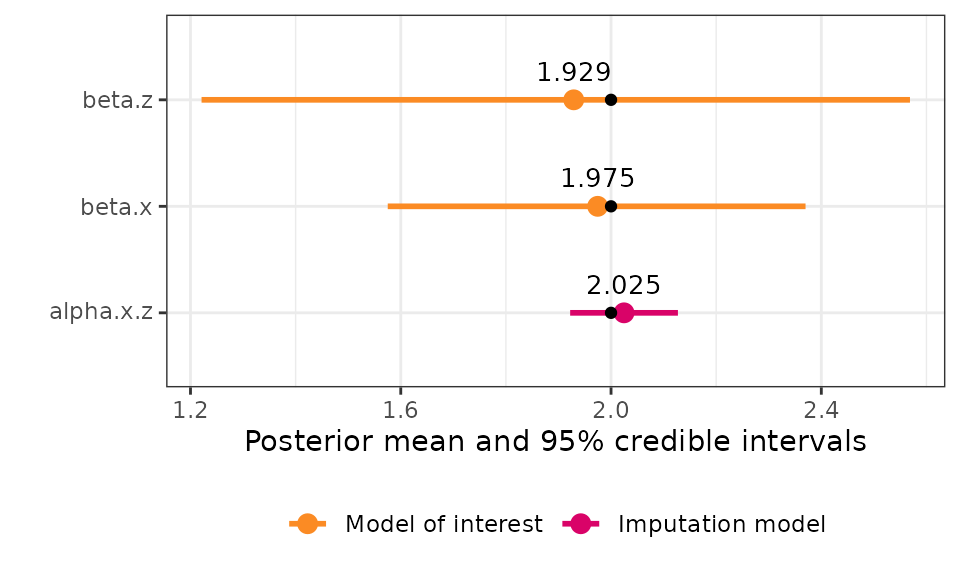 1.929
beta.z
1.975
beta.x
2.025
alpha.x.z
1.2 1.6 2.0 2.4
Posterior mean and 95% credible intervals
Model of interest Imputation model